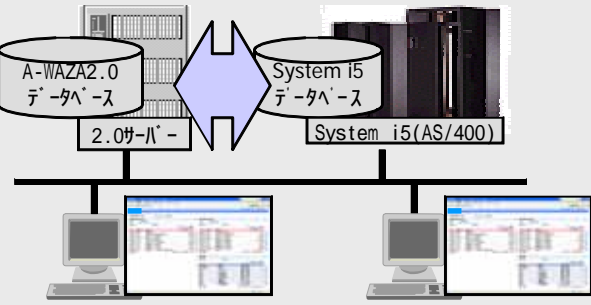 A-WAZA2.0
ﾃﾞｰﾀﾍﾞｰｽ
System i5
ﾃﾞｰﾀﾍﾞｰｽ
2.0ｻｰﾊﾞｰ
System i5(AS/400)